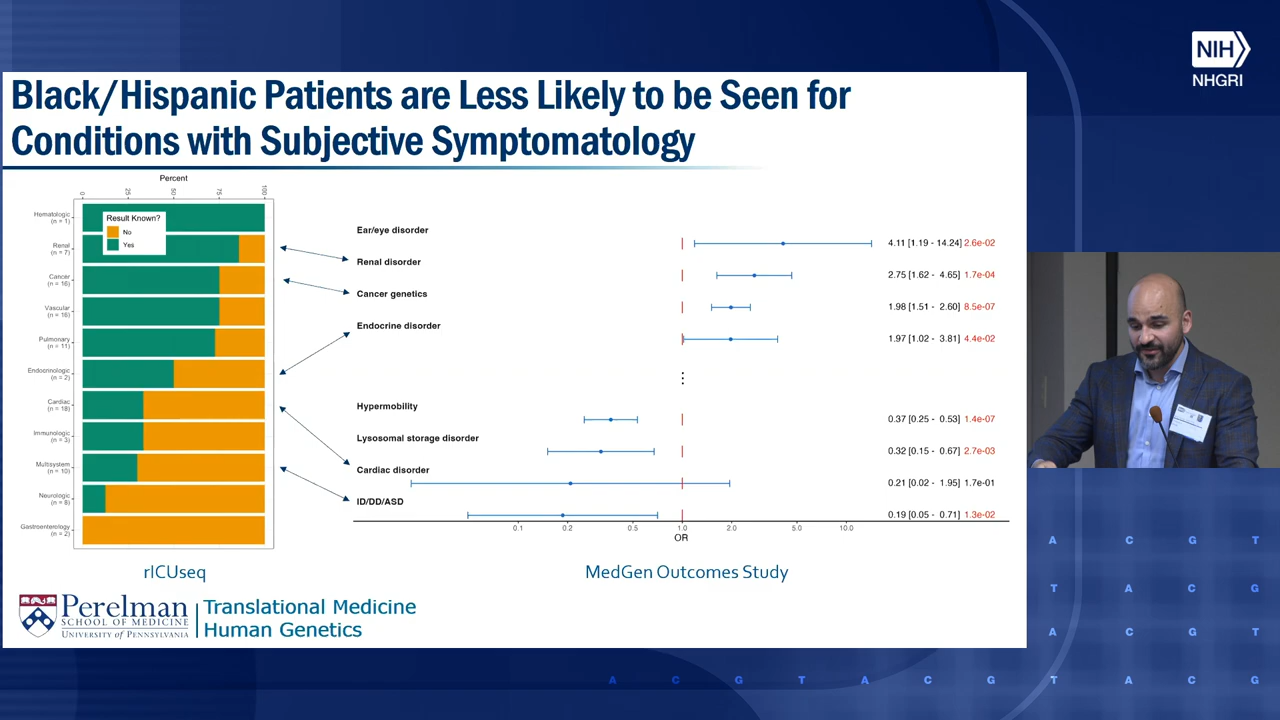 NIH
NHGRI
Black/Hispanic Patients are Less Likely to be Seen for
Conditions with Subjective Symptomatology
Percent
0 25 50 75 100
Result Known?
No
Yes
Hematologic
(n = 1)
Renal
(n = 7)
Cancer
(n = 16)
Vascular
(n = 16)
Pulmonary
(n = 11)
Endocrinologic
(n = 2)
Cardiac
(n = 18)
Immunologic
(n = 3)
Multisystem
(n = 10)
Neurologic
(n = 8)
Gastroenterology
(n = 2)
rICUseq
Ear/eye disorder
4.11 [1.19 - 14.24] 2.6e-02
Renal disorder
2.75 [1.62 - 4.65] 1.7e-04
Cancer genetics
1.98 [1.51 - 2.60] 8.5e-07
Endocrine disorder
1.97 [1.02 - 3.81] 4.4e-02
⋮
Hypermobility
0.37 [0.25 - 0.53] 1.4e-07
Lysosomal storage disorder
0.32 [0.15 - 0.67] 2.7e-03
Cardiac disorder
0.21 [0.02 - 1.95] 1.7e-01
ID/DD/ASD
0.19 [0.05 - 0.71] 1.3e-02
0.1 0.2 0.5 1.0 2.0 5.0 10.0
OR
MedGen Outcomes Study
Perelman
SCHOOL OF MEDICINE
UNIVERSITY of PENNSYLVANIA
Translational Medicine
Human Genetics
A C G T
T A C G
A C G T
A C G T A C G T A C G